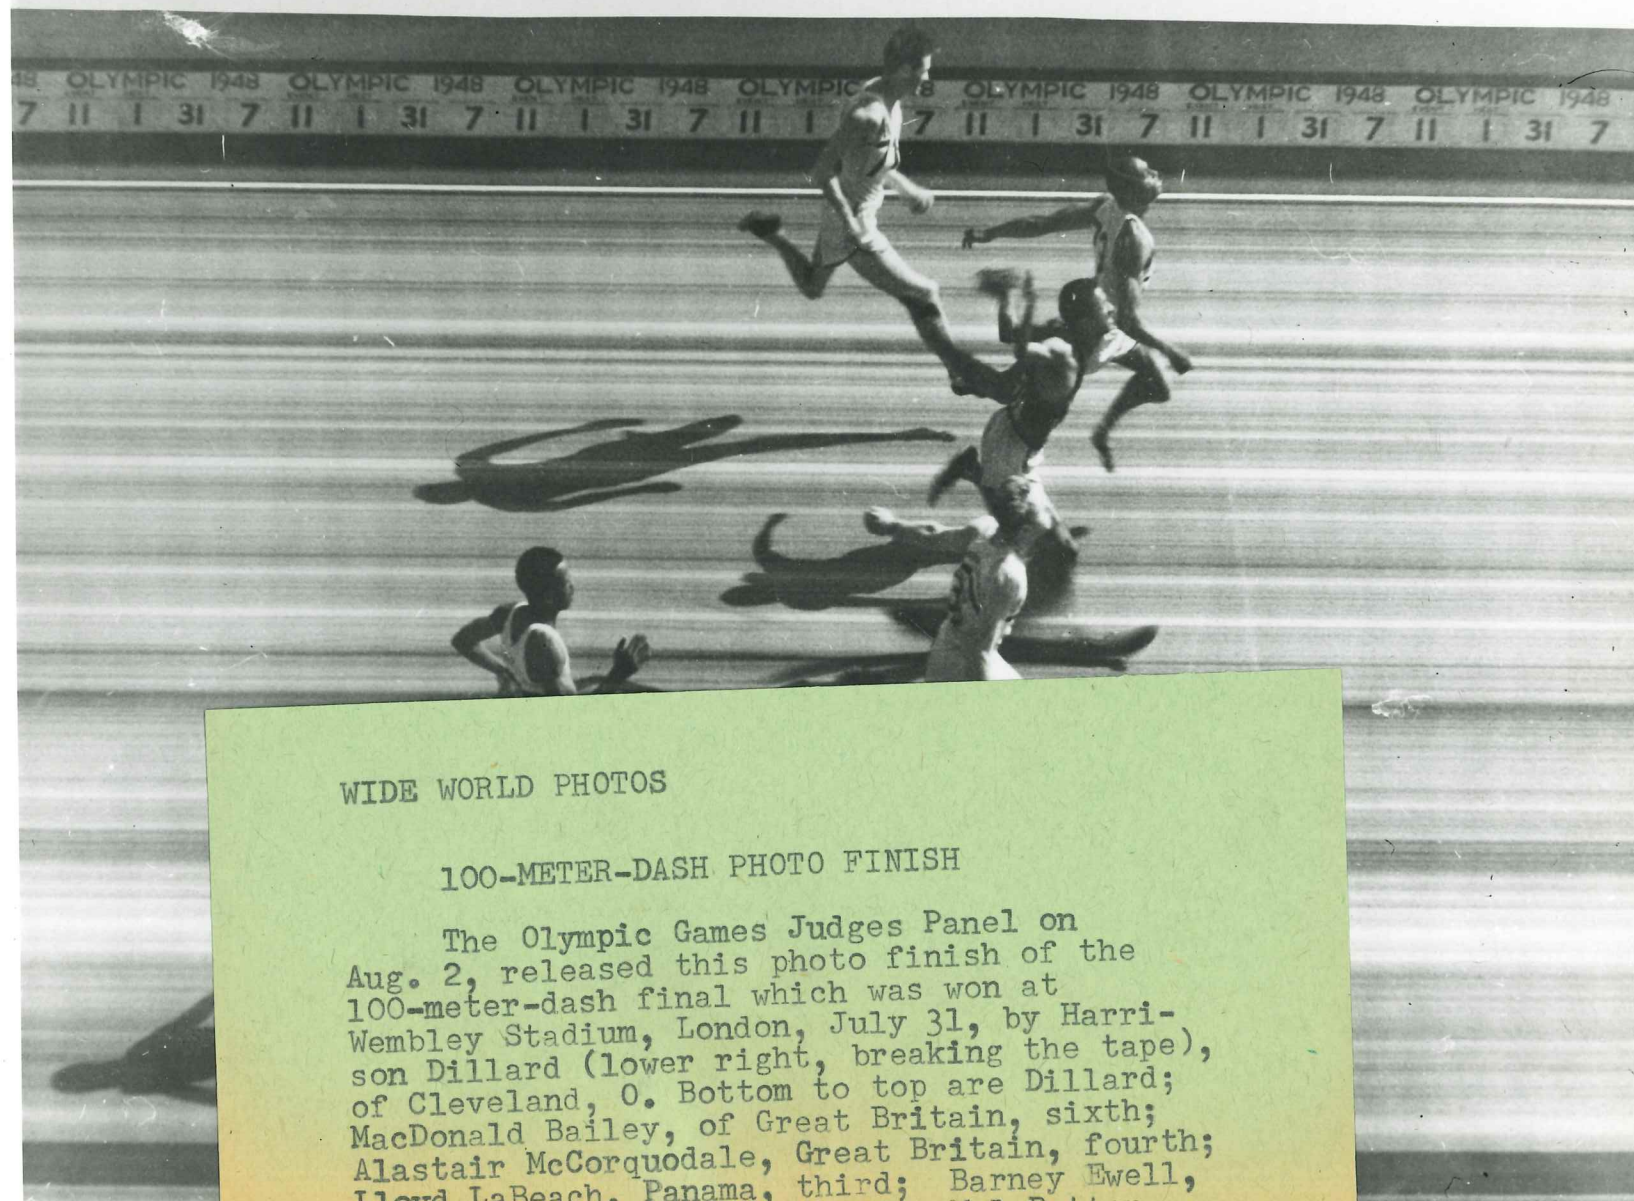 48 OLYMPIC 1948 OLYMPIC 1948 OLYMPIC 1948 OLYMPIC 8 OLYMPIC 1948 OLYMPIC 1948 OLYMPIC 1948
7 11 1 31 7 11 1 31 7 11 1 31 7 11 1 7 11 1 31 7 11 1 31 7 11 1 31 7
WIDE WORLD PHOTOS
100-METER-DASH PHOTO FINISH
The Olympic Games Judges Panel on
Aug. 2, released this photo finish of the
100-meter-dash final which was won at
Wembley Stadium, London, July 31, by Harri-
son Dillard (lower right, breaking the tape),
of Cleveland, O. Bottom to top are Dillard;
MacDonald Bailey, of Great Britain, sixth;
Alastair McCorquodale, Great Britain, fourth;
Lloyd LaBeach, Panama, third; Barney Ewell,